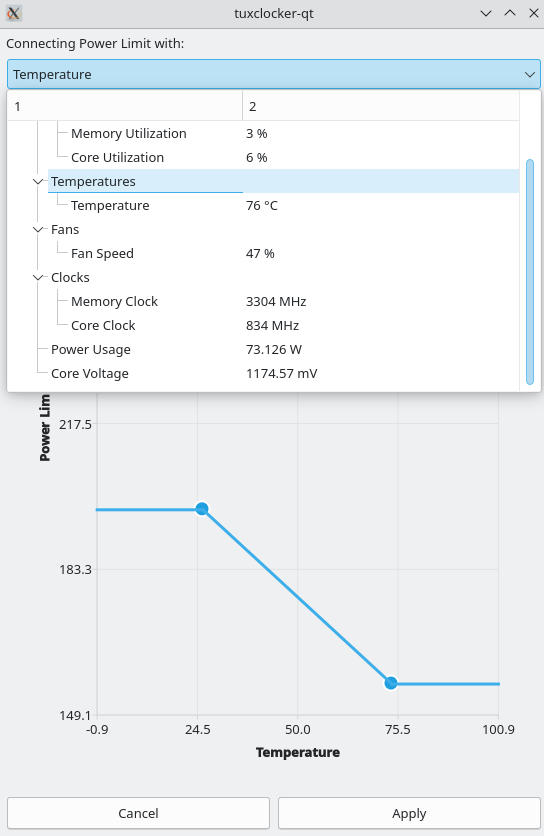 tuxclocker-qt
Connecting Power Limit with:
Temperature
1 2
Memory Utilization 3 %
Core Utilization 6 %
Temperatures
Temperature 76 °C
Fans
Fan Speed 47 %
Clocks
Memory Clock 3304 MHz
Core Clock 834 MHz
Power Usage 73.126 W
Core Voltage 1174.57 mV
Power Lim
217.5
183.3
149.1
-0.9 24.5 50.0 75.5 100.9
Temperature
Cancel Apply